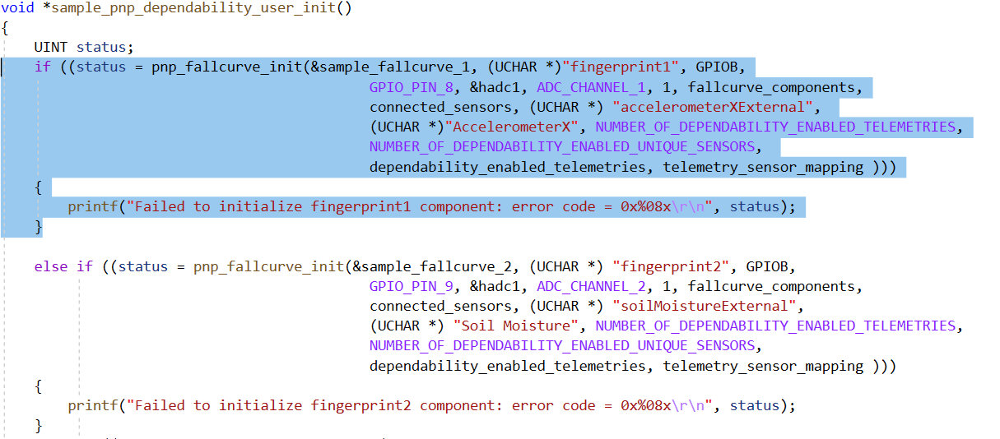 void *sample_pnp_dependability_user_init()
{
UINT status;
if ((status = pnp_fallcurve_init(&sample_fallcurve_1, (UCHAR *)"fingerprint1", GPIOB,
GPIO_PIN_8, &hadc1, ADC_CHANNEL_1, 1, fallcurve_components,
connected_sensors, (UCHAR *) "accelerometerXExternal",
(UCHAR *)"AccelerometerX", NUMBER_OF_DEPENDABILITY_ENABLED_TELEMETRIES,
NUMBER_OF_DEPENDABILITY_ENABLED_UNIQUE_SENSORS,
dependability_enabled_telemetries, telemetry_sensor_mapping )))
{
printf("Failed to initialize fingerprint1 component: error code = 0x%08x\r\n", status);
}
else if ((status = pnp_fallcurve_init(&sample_fallcurve_2, (UCHAR *) "fingerprint2", GPIOB,
GPIO_PIN_9, &hadc1, ADC_CHANNEL_2, 1, fallcurve_components,
connected_sensors, (UCHAR *) "soilMoistureExternal",
(UCHAR *) "Soil Moisture", NUMBER_OF_DEPENDABILITY_ENABLED_TELEMETRIES,
NUMBER_OF_DEPENDABILITY_ENABLED_UNIQUE_SENSORS,
dependability_enabled_telemetries, telemetry_sensor_mapping )))
{
printf("Failed to initialize fingerprint2 component: error code = 0x%08x\r\n", status);
}